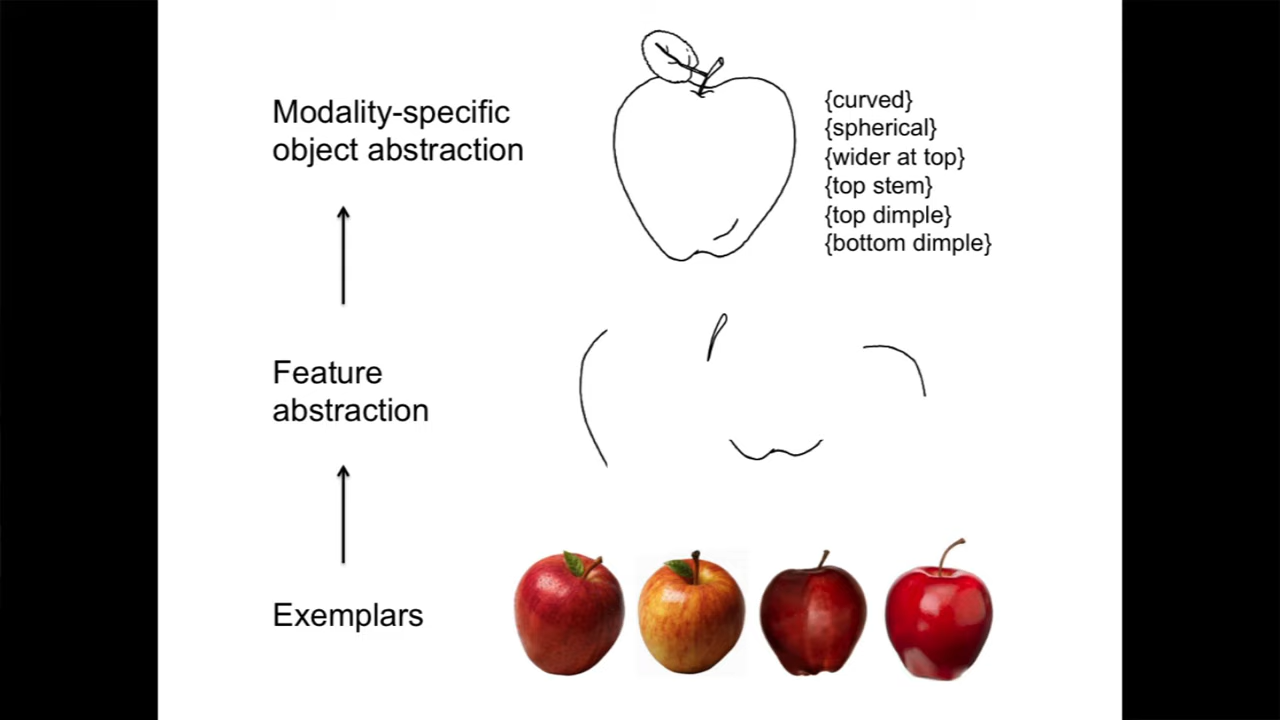 Modality-specific
object abstraction
{curved}
{spherical}
{wider at top}
{top stem}
{top dimple}
{bottom dimple}
Feature
abstraction
Exemplars